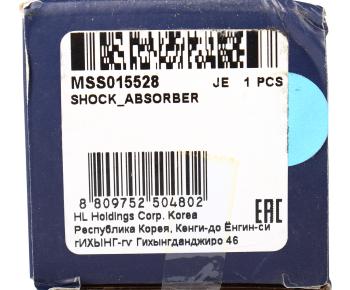 MSS015528 JE 1 PCS
SHOCK_ABSORBER
8 809752 504802
HL Holdings Corp. Korea
Республика Корея, Кенги-до Ёнгин-си
гИХЫНГ-гv Гихынгданджиро 46
EAC